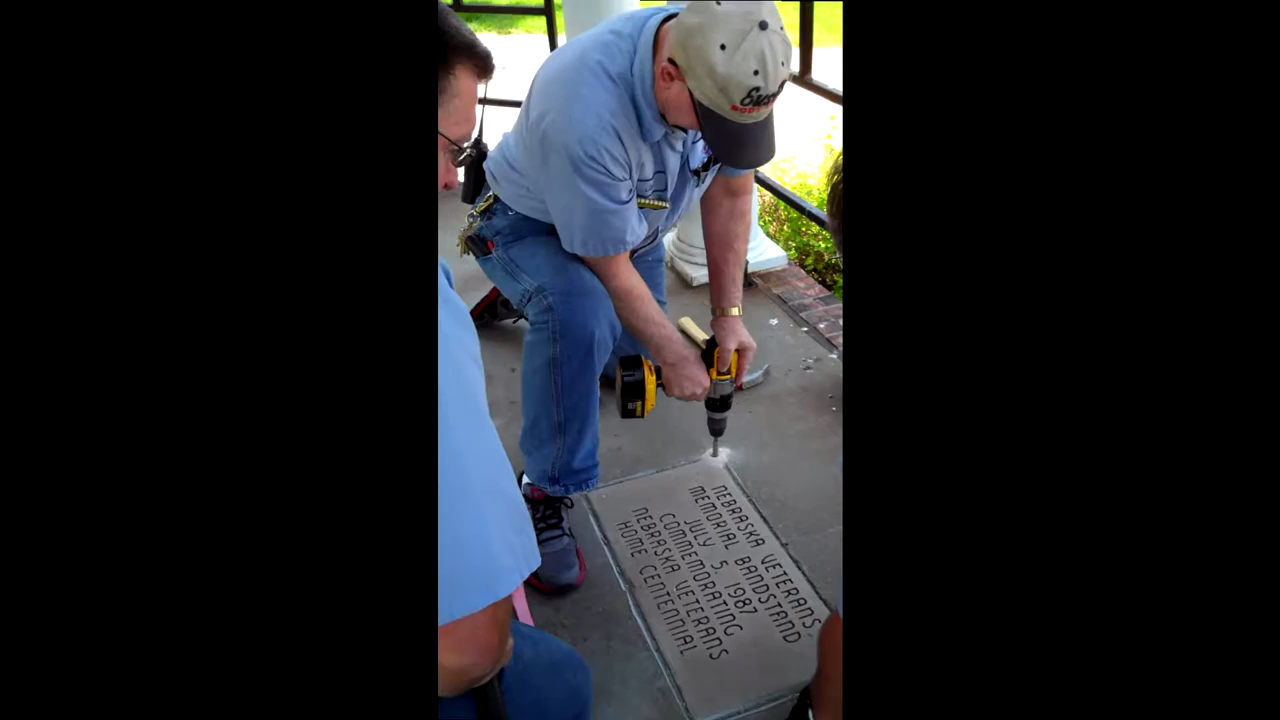 NEBRASKA VETERANS
MEMORIAL BANDSTAND
JULY 5, 1987
COMMEMORATING
NEBRASKA VETERANS
HOME CENTENNIAL